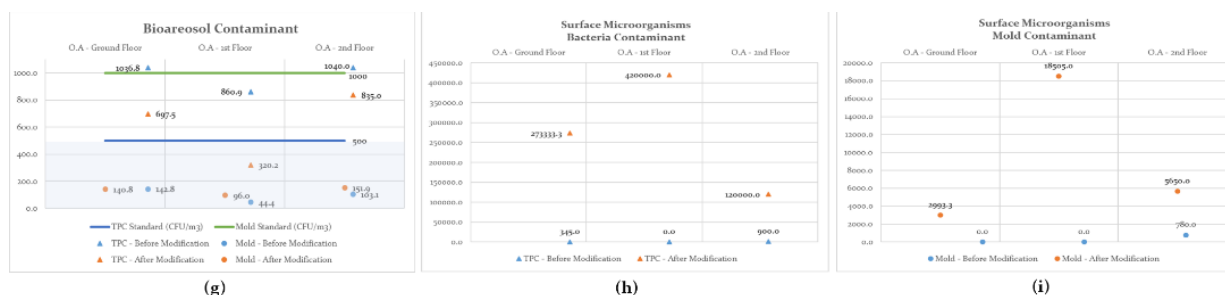 Bioareosol Contaminant
O.A - Ground Floor O.A - 1st Floor O.A - 2nd Floor
1036.8 1040.0
1000.0 1000
860.9 835.0
800.0
697.5
600.0
500
400.0
320.2
200.0
140.8 142.8 96.0 151.9
44.4 103.1
0.0
TPC Standard (CFU/m3) Mold Standard (CFU/m3)
TPC - Before Modification Mold - Before Modification
TPC - After Modification Mold - After Modification
(g)
Surface Microorganisms
Bacteria Contaminant
O.A - Ground Floor O.A - 1st Floor O.A - 2nd Floor
450000.0
420000.0
400000.0
350000.0
300000.0
273333.3
250000.0
200000.0
150000.0
120000.0
100000.0
50000.0
345.0 0.0 900.0
0.0
TPC - Before Modification TPC - After Modification
(h)
Surface Microorganisms
Mold Contaminant
O.A - Ground Floor O.A - 1st Floor O.A - 2nd Floor
20000.0
18505.0
18000.0
16000.0
14000.0
12000.0
10000.0
8000.0
6000.0
5650.0
4000.0
2993.3
2000.0
0.0 0.0 780.0
0.0
Mold - Before Modification Mold - After Modification
(i)